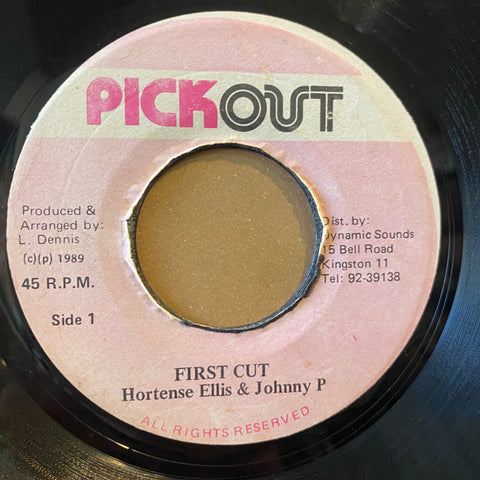 PICKOUT
Produced &
Arranged by:
L. Dennis
(c)(p) 1989
45 R.P.M.
Side 1
Dist. by:
Dynamic Sounds
15 Bell Road
Kingston 11
Tel: 92-39138
FIRST CUT
Hortense Ellis & Johnny P
ALL RIGHTS RESERVED